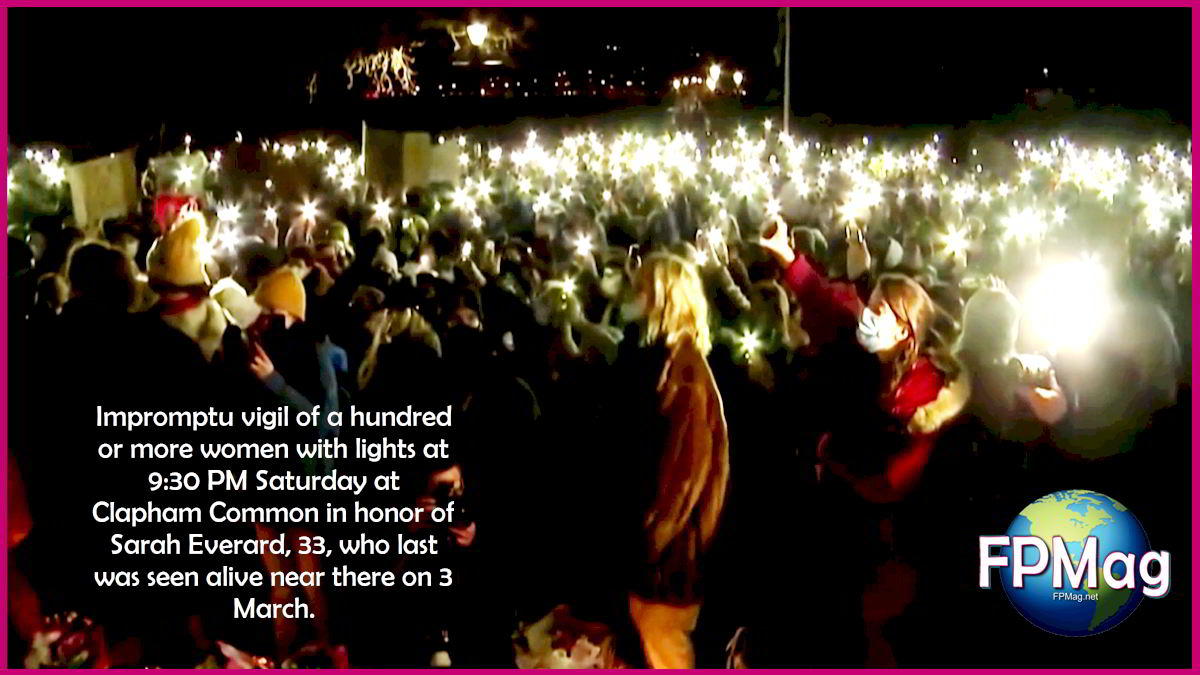 Impromptu vigil of a hundred
or more women with lights at
9:30 PM Saturday at
Clapham Common in honor of
Sarah Everard, 33, who last
was seen alive near there on 3
March.
FPMag
FPMag.net